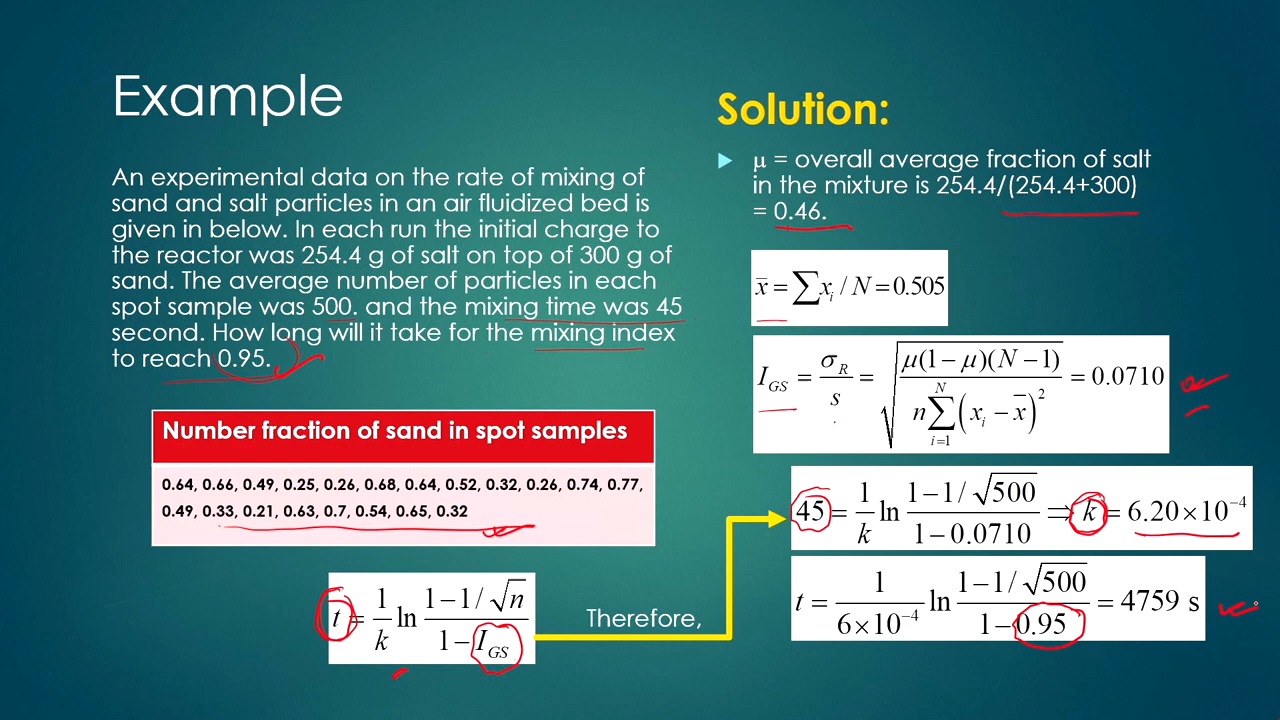 Example
An experimental data on the rate of mixing of
sand and salt particles in an air fluidized bed is
given in below. In each run the initial charge to
the reactor was 254.4 g of salt on top of 300 g of
sand. The average number of particles in each
spot sample was 500. and the mixing time was 45
second. How long will it take for the mixing index
to reach 0.95.
Number fraction of sand in spot samples
0.64, 0.66, 0.49, 0.25, 0.26, 0.68, 0.64, 0.52, 0.32, 0.26, 0.74, 0.77,
0.49, 0.33, 0.21, 0.63, 0.7, 0.54, 0.65, 0.32
t = 1/k ln (1−1/√n)/(1−I_GS)
Therefore,
Solution:
μ = overall average fraction of salt
in the mixture is 254.4/(254.4+300)
= 0.46.
x̄ = ∑x_i / N = 0.505
I_GS = σ_R/s = √(μ(1−μ)(N−1)/(n∑_{i=1}^{N}(x_i − x̄)²)) = 0.0710
45 = 1/k ln (1−1/√500)/(1−0.0710) ⇒ k = 6.20×10⁻⁴
t = 1/(6×10⁻⁴) ln (1−1/√500)/(1−0.95) = 4759 s